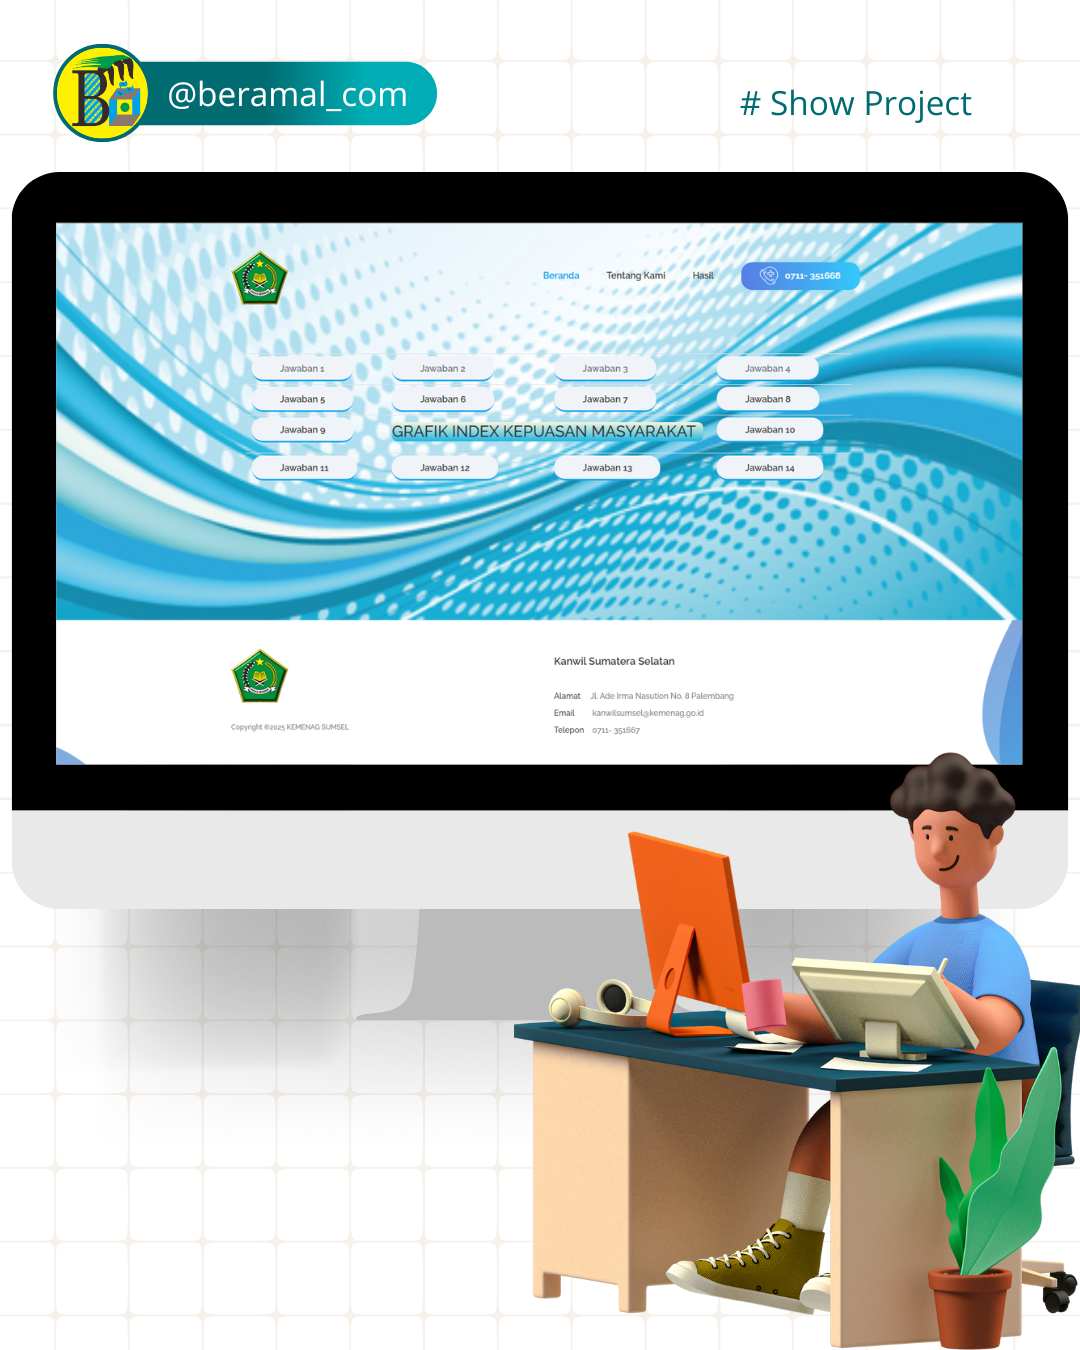 @beramal_com
# Show Project
Beranda Tentang Kami Hasil 0711- 351668
Jawaban 1 Jawaban 2 Jawaban 3 Jawaban 4
Jawaban 5 Jawaban 6 Jawaban 7 Jawaban 8
Jawaban 9 GRAFIK INDEX KEPUASAN MASYARAKAT Jawaban 10
Jawaban 11 Jawaban 12 Jawaban 13 Jawaban 14
Kanwil Sumatera Selatan
Alamat Jl. Ade Irma Nasution No. 8 Palembang
Email kanwilsumsel@kemenag.go.id
Telepon 0711- 351667
Copyright ©2025 KEMENAG SUMSEL